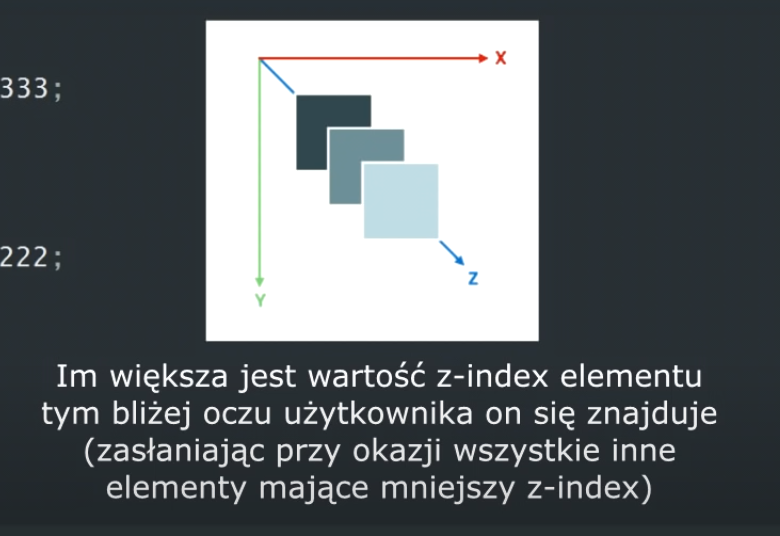 333;
X
222;
Z
Y
Im większa jest wartość z-index elementu
tym bliżej oczu użytkownika on się znajduje
(zasłaniając przy okazji wszystkie inne
elementy mające mniejszy z-index)